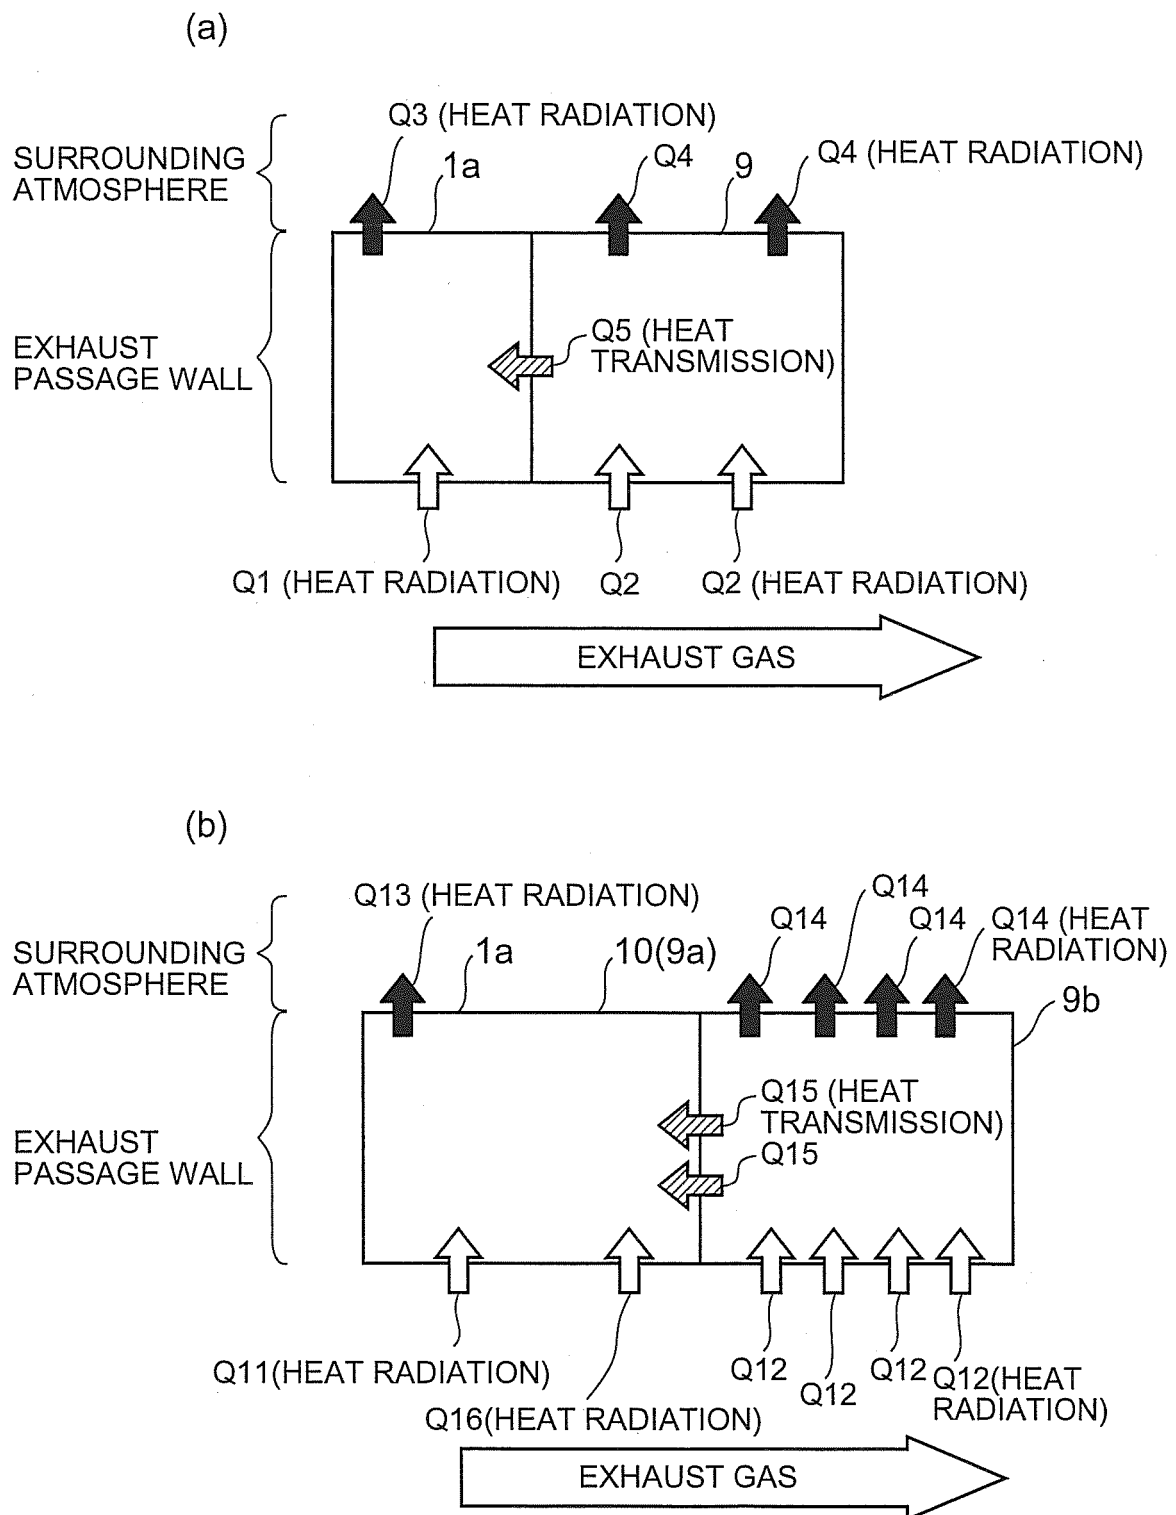 (a)
Q3 (HEAT RADIATION)
SURROUNDING
ATMOSPHERE
1a
Q4
9
Q4 (HEAT RADIATION)
EXHAUST
PASSAGE WALL
Q5 (HEAT
TRANSMISSION)
Q1 (HEAT RADIATION)
Q2
Q2 (HEAT RADIATION)
EXHAUST GAS
(b)
Q13 (HEAT RADIATION)
SURROUNDING
ATMOSPHERE
1a
10(9a)
Q14
Q14
Q14
Q14 (HEAT
RADIATION)
9b
EXHAUST
PASSAGE WALL
Q15 (HEAT
TRANSMISSION)
Q15
Q11(HEAT RADIATION)
Q16(HEAT RADIATION)
Q12
Q12
Q12
Q12(HEAT
RADIATION)
EXHAUST GAS